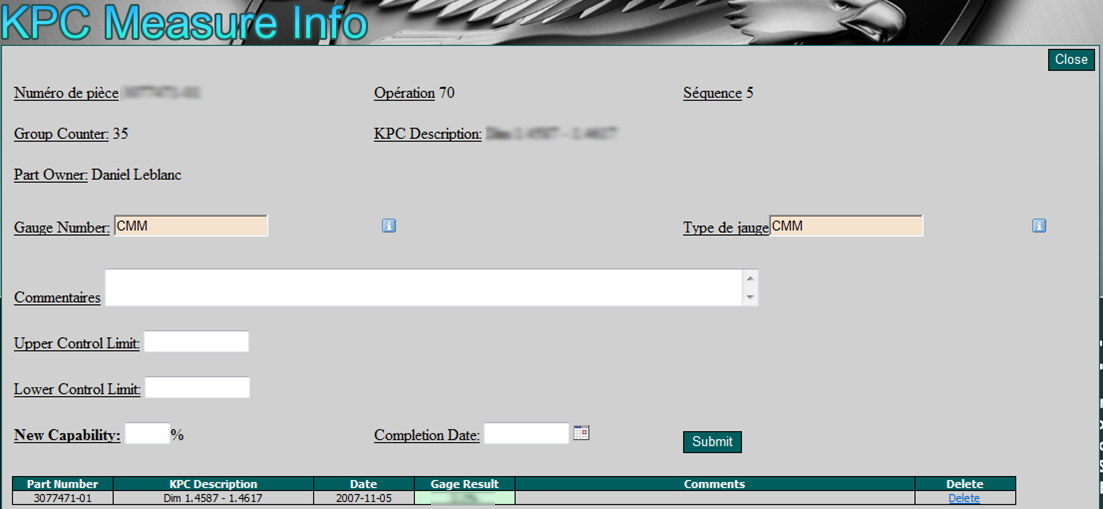 KPC Measure Info
Close
Numéro de pièce
Opération 70
Séquence 5
Group Counter: 35
KPC Description:
Part Owner: Daniel Leblanc
Gauge Number: CMM
Type de jauge CMM
Commentaires
Upper Control Limit:
Lower Control Limit:
New Capability: %
Completion Date:
Submit
Part Number KPC Description Date Gage Result Comments Delete
3077471-01 Dim 1.4587 - 1.4617 2007-11-05 Delete